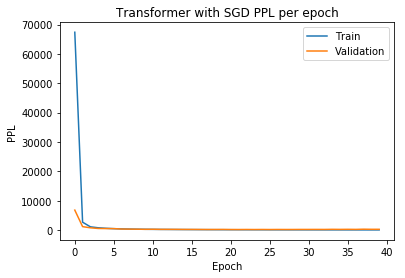 Transformer with SGD PPL per epoch
Train
Validation
PPL
70000
60000
50000
40000
30000
20000
10000
0
0 5 10 15 20 25 30 35 40
Epoch